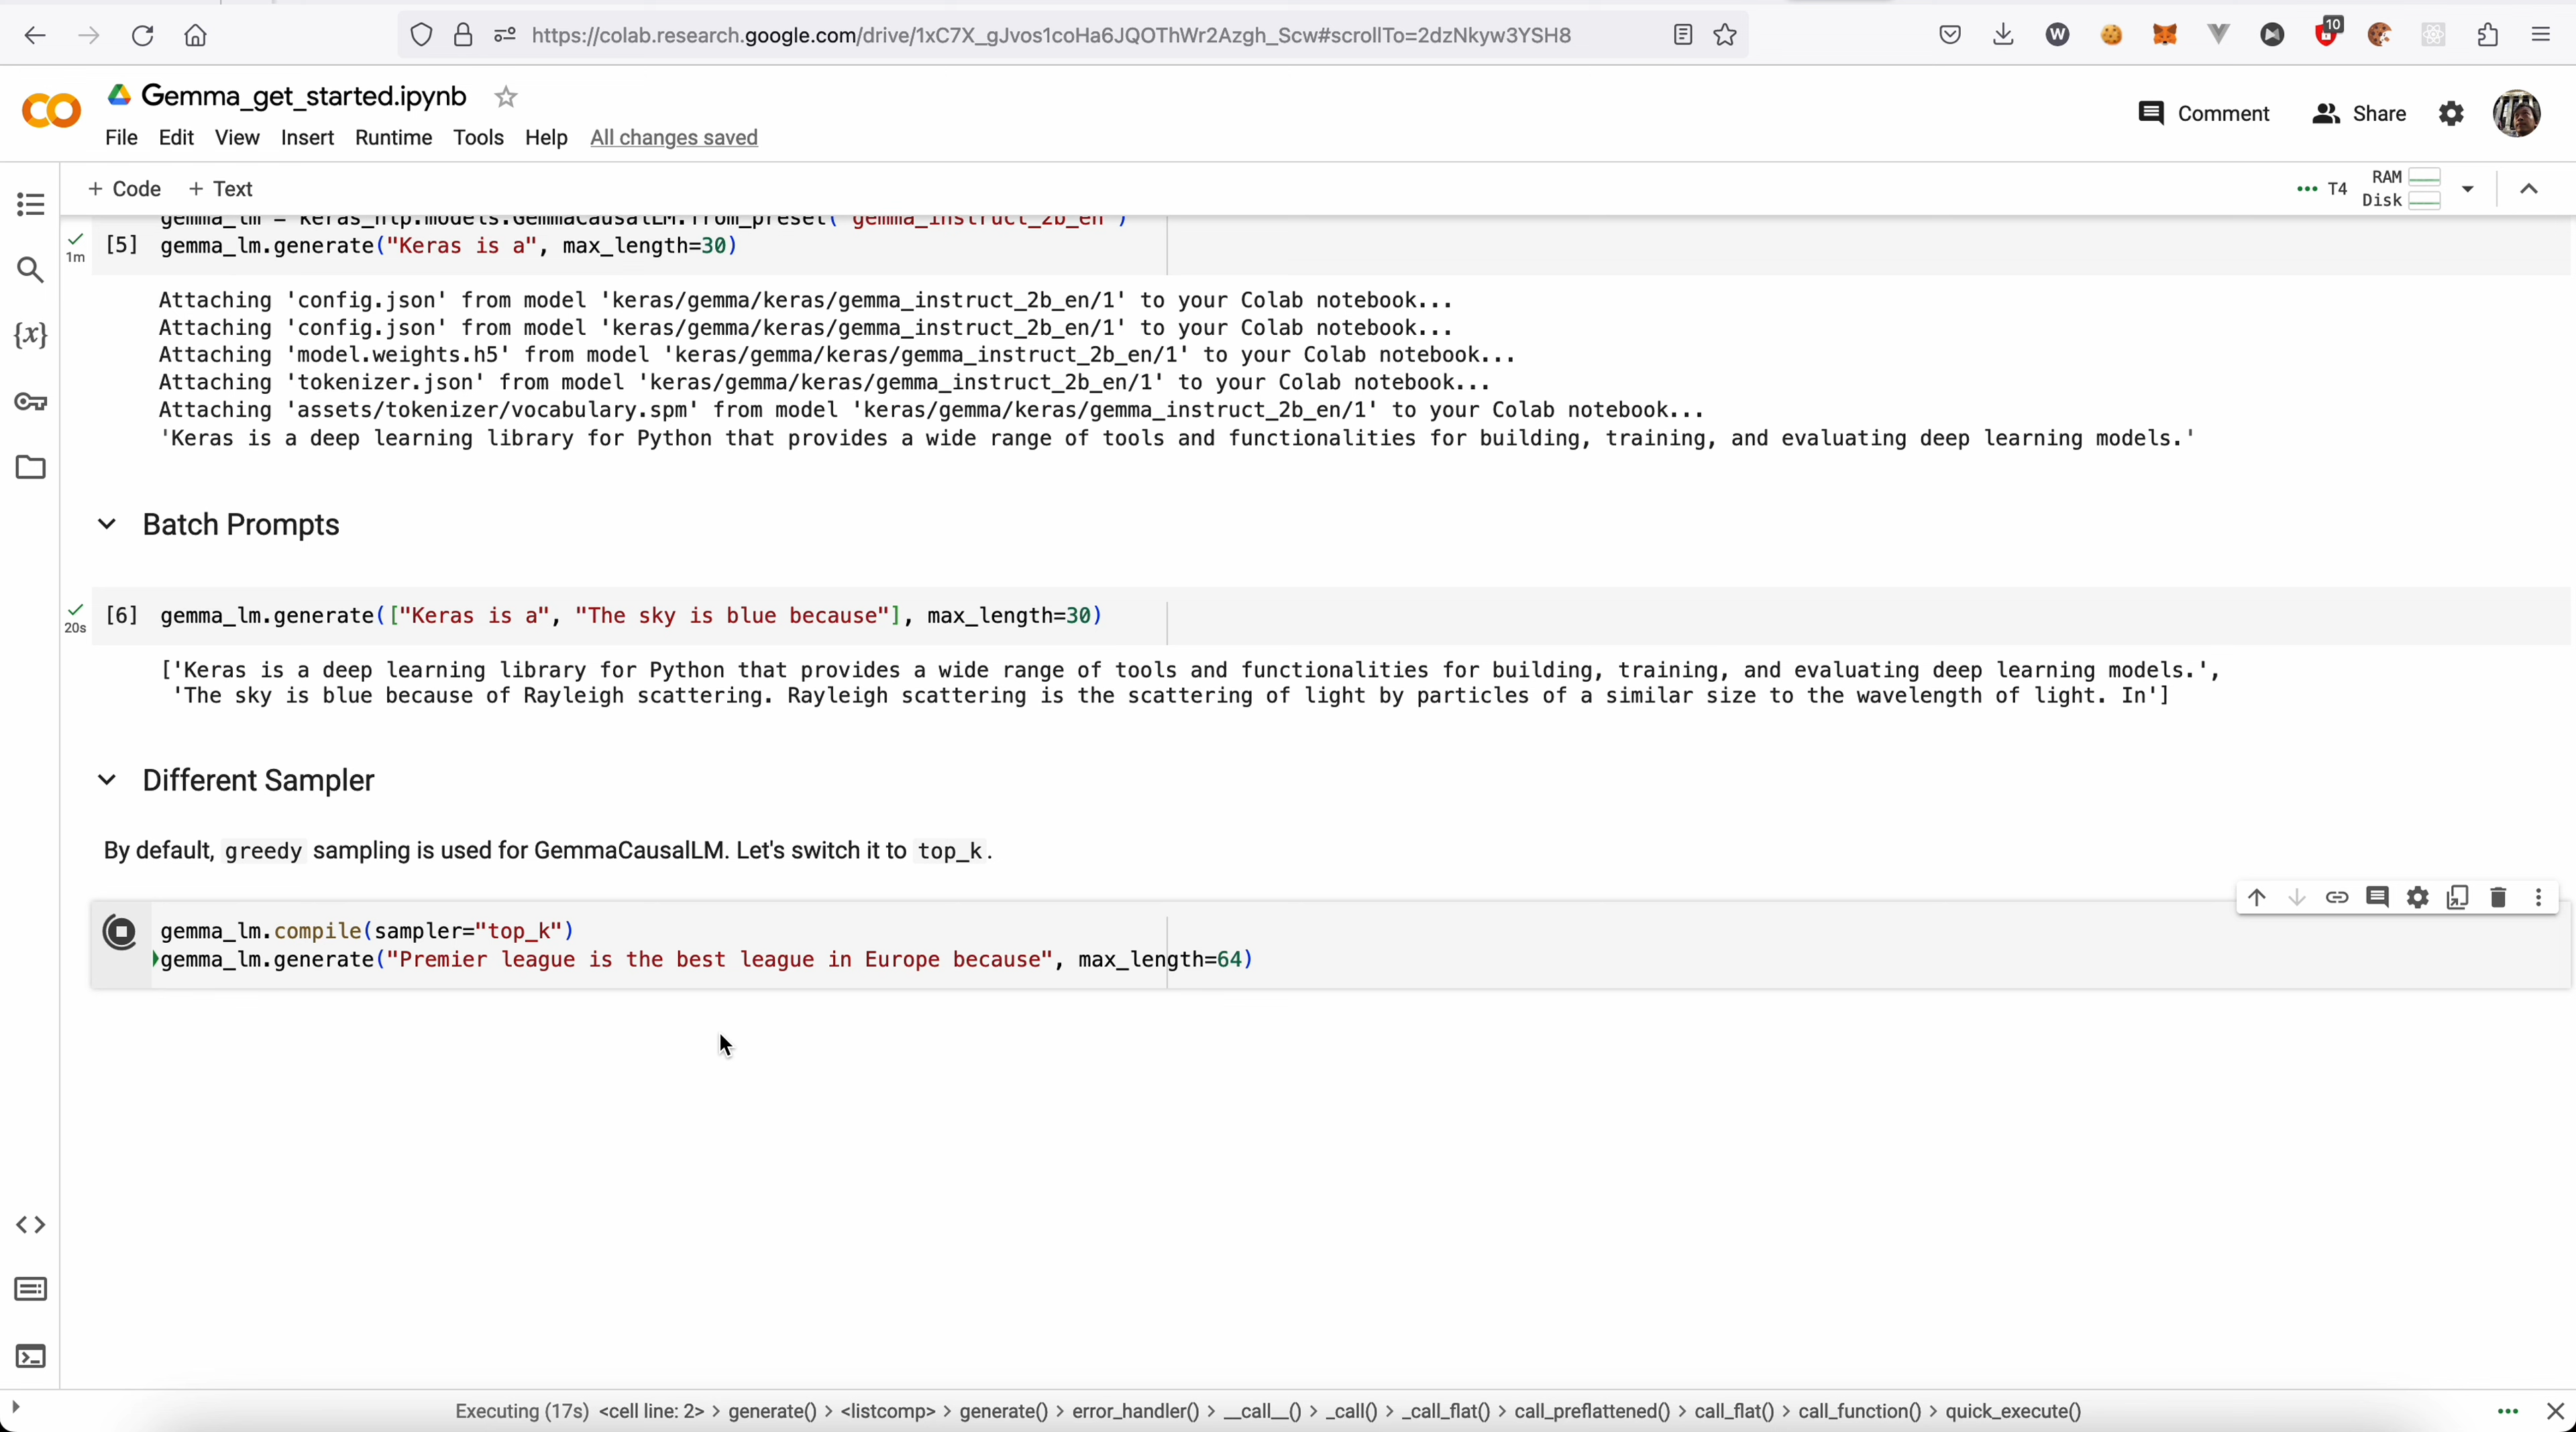 https://colab.research.google.com/drive/1xC7X_gJvos1coHa6JQOThWr2Azgh_Scw#scrollTo=2dzNkyw3YSH8
W
10
Gemma_get_started.ipynb
Comment
Share
File Edit View Insert Runtime Tools Help All changes saved
+ Code + Text
T4
RAM
Disk
{x}
gemma_lm = keras_nlp.models.GemmaCausalLM.from_preset("gemma_instruct_2b_en")
1m [5] gemma_lm.generate("Keras is a", max_length=30)
Attaching 'config.json' from model 'keras/gemma/keras/gemma_instruct_2b_en/1' to your Colab notebook...
Attaching 'config.json' from model 'keras/gemma/keras/gemma_instruct_2b_en/1' to your Colab notebook...
Attaching 'model.weights.h5' from model 'keras/gemma/keras/gemma_instruct_2b_en/1' to your Colab notebook...
Attaching 'tokenizer.json' from model 'keras/gemma/keras/gemma_instruct_2b_en/1' to your Colab notebook...
Attaching 'assets/tokenizer/vocabulary.spm' from model 'keras/gemma/keras/gemma_instruct_2b_en/1' to your Colab notebook...
'Keras is a deep learning library for Python that provides a wide range of tools and functionalities for building, training, and evaluating deep learning models.'
Batch Prompts
20s [6] gemma_lm.generate(["Keras is a", "The sky is blue because"], max_length=30)
['Keras is a deep learning library for Python that provides a wide range of tools and functionalities for building, training, and evaluating deep learning models.',
'The sky is blue because of Rayleigh scattering. Rayleigh scattering is the scattering of light by particles of a similar size to the wavelength of light. In']
Different Sampler
By default, greedy sampling is used for GemmaCausalLM. Let's switch it to top_k.
gemma_lm.compile(sampler="top_k")
gemma_lm.generate("Premier league is the best league in Europe because", max_length=64)
Executing (17s) <cell line: 2> > generate() > <listcomp> > generate() > error_handler() > __call__() > _call() > _call_flat() > call_preflattened() > call_flat() > call_function() > quick_execute()